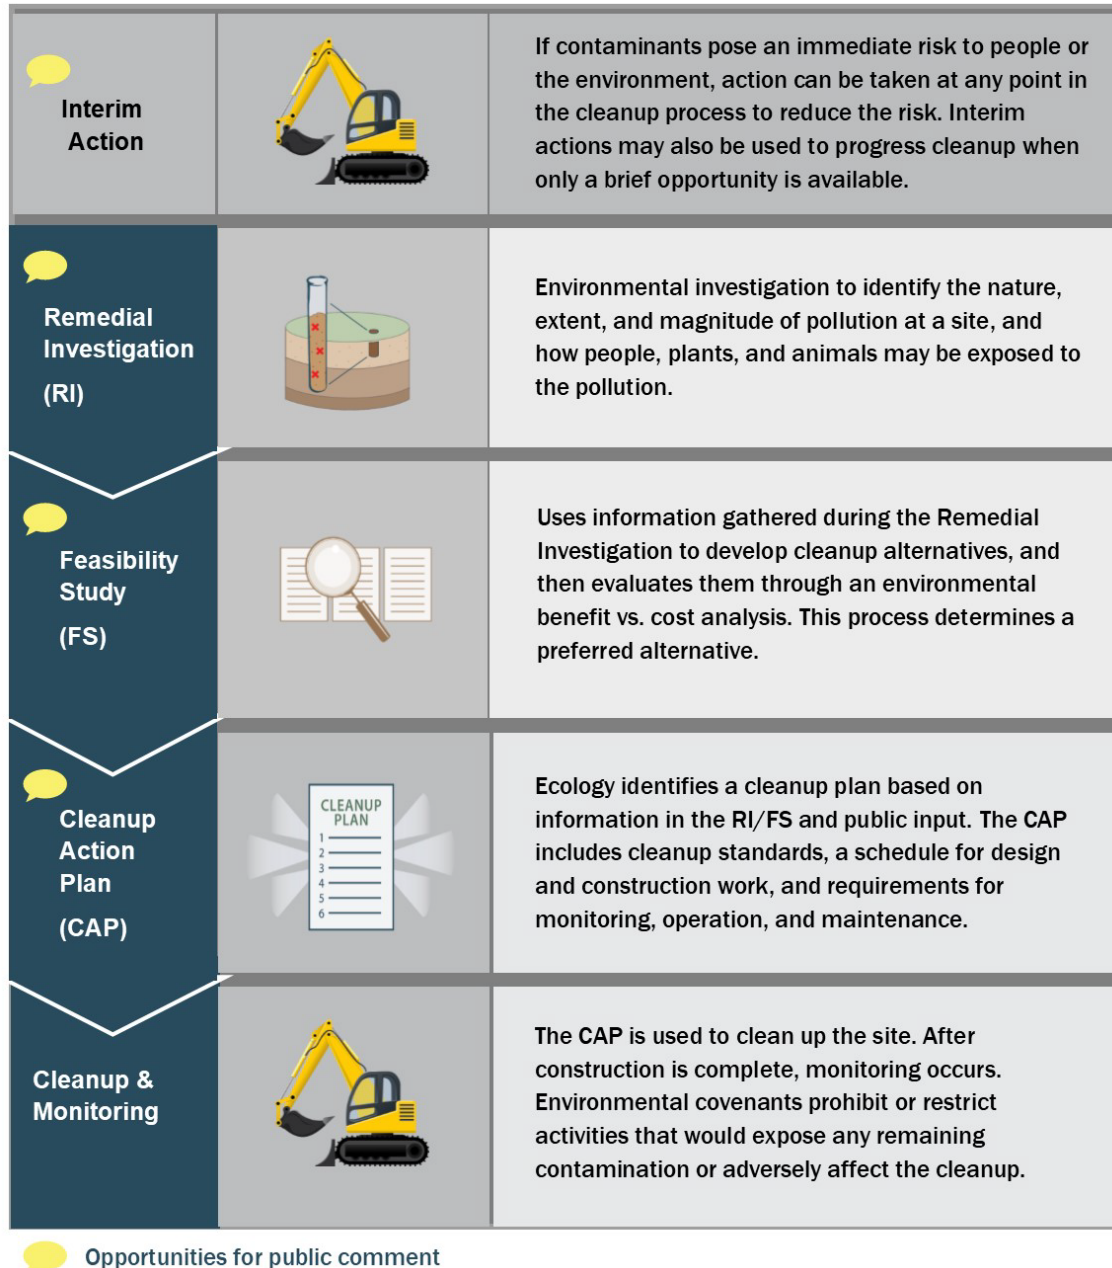 Interim
Action
If contaminants pose an immediate risk to people or
the environment, action can be taken at any point in
the cleanup process to reduce the risk. Interim
actions may also be used to progress cleanup when
only a brief opportunity is available.
Remedial
Investigation
(RI)
Environmental investigation to identify the nature,
extent, and magnitude of pollution at a site, and
how people, plants, and animals may be exposed to
the pollution.
Feasibility
Study
(FS)
Uses information gathered during the Remedial
Investigation to develop cleanup alternatives, and
then evaluates them through an environmental
benefit vs. cost analysis. This process determines a
preferred alternative.
Cleanup
Action
Plan
(CAP)
CLEANUP
PLAN
1
2
3
4
5
6
Ecology identifies a cleanup plan based on
information in the RI/FS and public input. The CAP
includes cleanup standards, a schedule for design
and construction work, and requirements for
monitoring, operation, and maintenance.
Cleanup &
Monitoring
The CAP is used to clean up the site. After
construction is complete, monitoring occurs.
Environmental covenants prohibit or restrict
activities that would expose any remaining
contamination or adversely affect the cleanup.
Opportunities for public comment